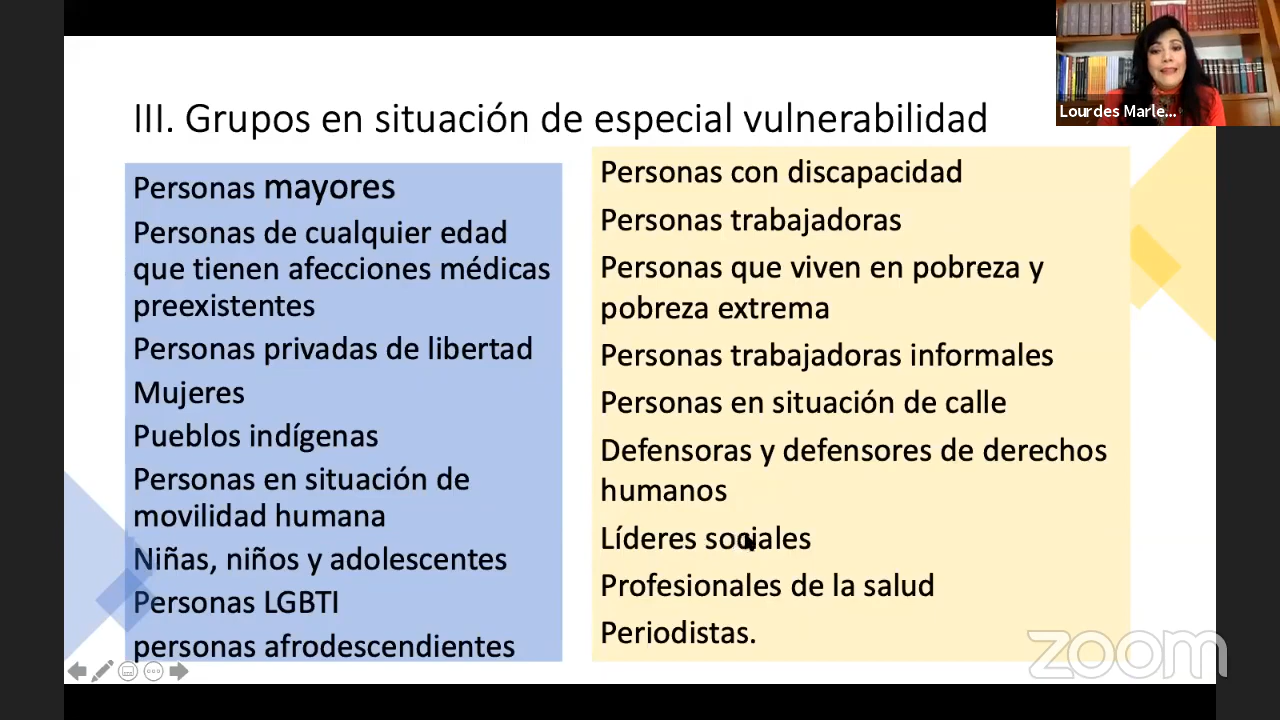 III. Grupos en situación de especial vulnerabilidad
Personas mayores
Personas de cualquier edad
que tienen afecciones médicas
preexistentes
Personas privadas de libertad
Mujeres
Pueblos indígenas
Personas en situación de
movilidad humana
Niñas, niños y adolescentes
Personas LGBTI
personas afrodescendientes
Personas con discapacidad
Personas trabajadoras
Personas que viven en pobreza y
pobreza extrema
Personas trabajadoras informales
Personas en situación de calle
Defensoras y defensores de derechos
humanos
Líderes sociales
Profesionales de la salud
Periodistas.
Lourdes Marle...
zoom